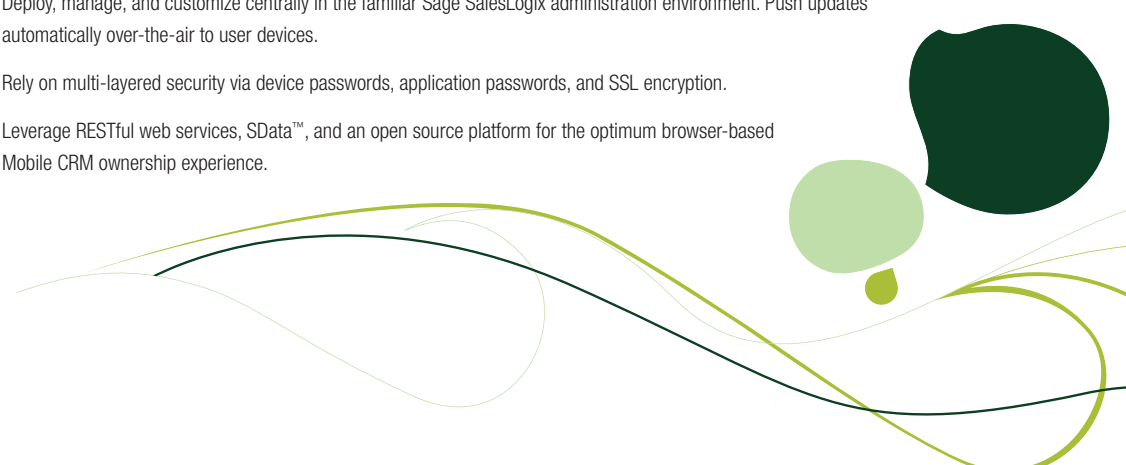 Deploy, manage, and customize centrally in the familiar Sage SalesLogix administration environment. Push updates
automatically over-the-air to user devices.
Rely on multi-layered security via device passwords, application passwords, and SSL encryption.
Leverage RESTful web services, SData™, and an open source platform for the optimum browser-based
Mobile CRM ownership experience.